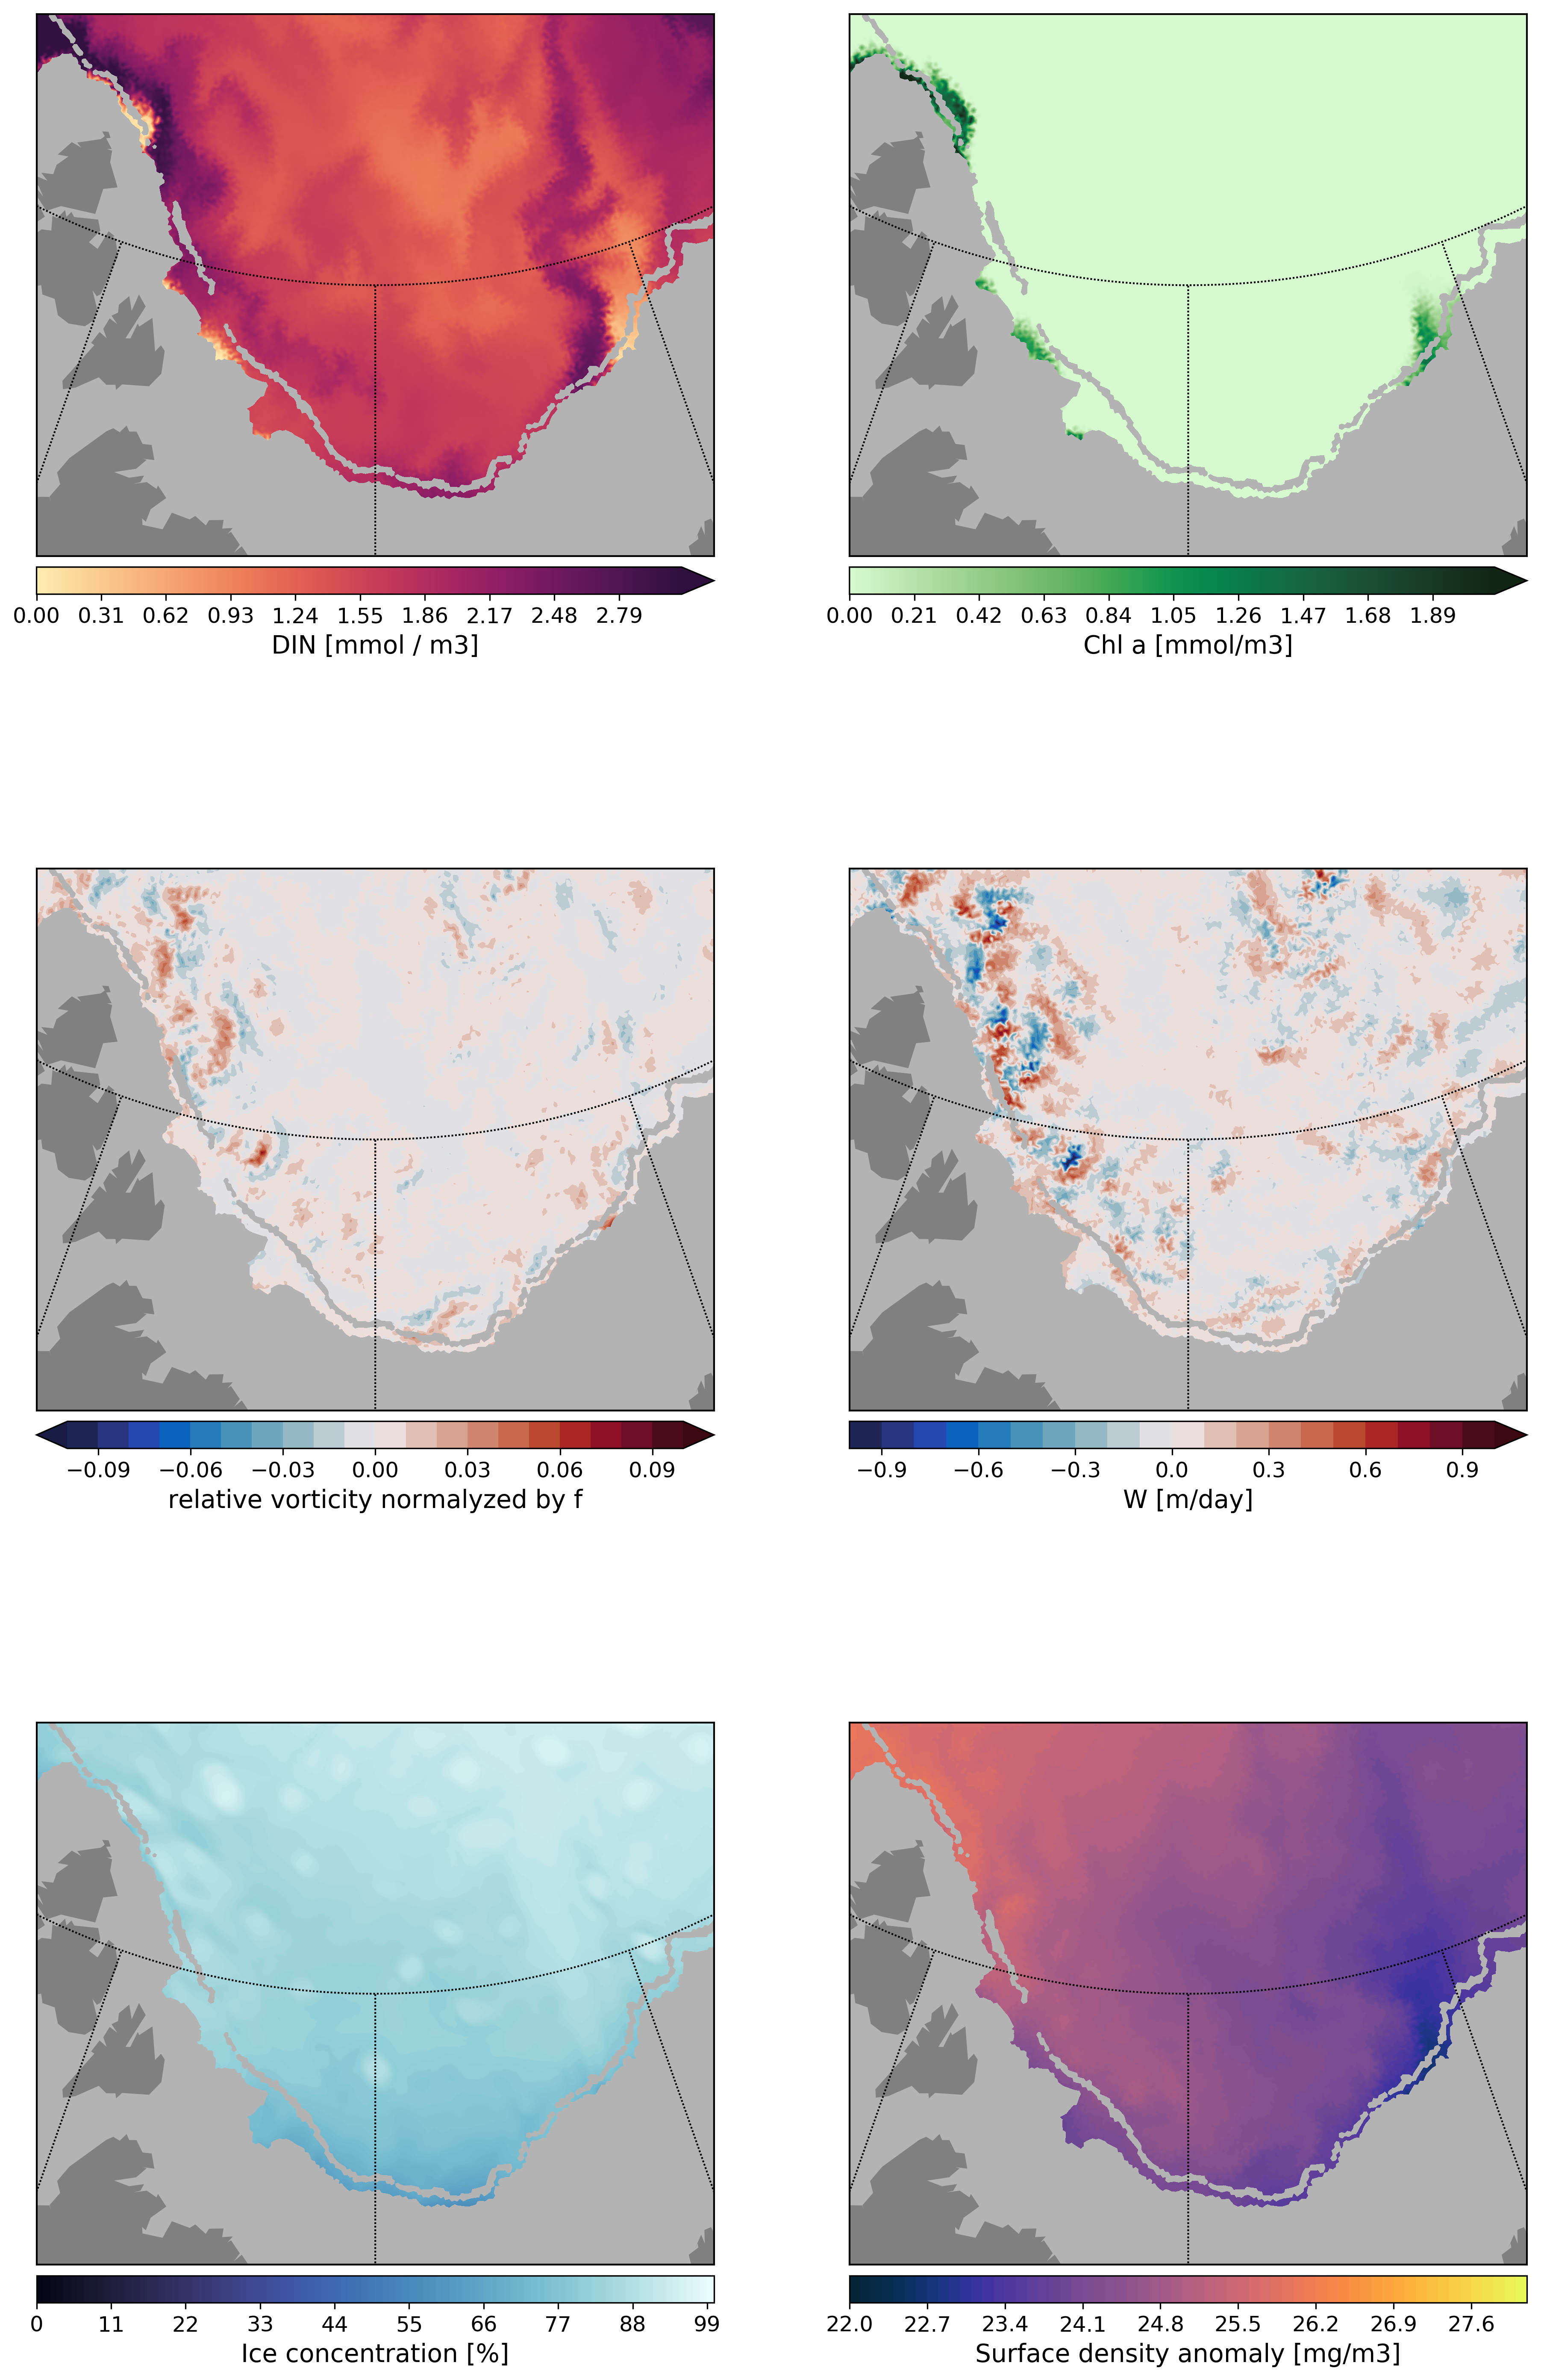 0.00 0.31 0.62 0.93 1.24 1.55 1.86 2.17 2.48 2.79
DIN [mmol / m3]
0.00 0.21 0.42 0.63 0.84 1.05 1.26 1.47 1.68 1.89
Chl a [mmol/m3]
−0.09 −0.06 −0.03 0.00 0.03 0.06 0.09
relative vorticity normalyzed by f
−0.9 −0.6 −0.3 0.0 0.3 0.6 0.9
W [m/day]
0 11 22 33 44 55 66 77 88 99
Ice concentration [%]
22.0 22.7 23.4 24.1 24.8 25.5 26.2 26.9 27.6
Surface density anomaly [mg/m3]